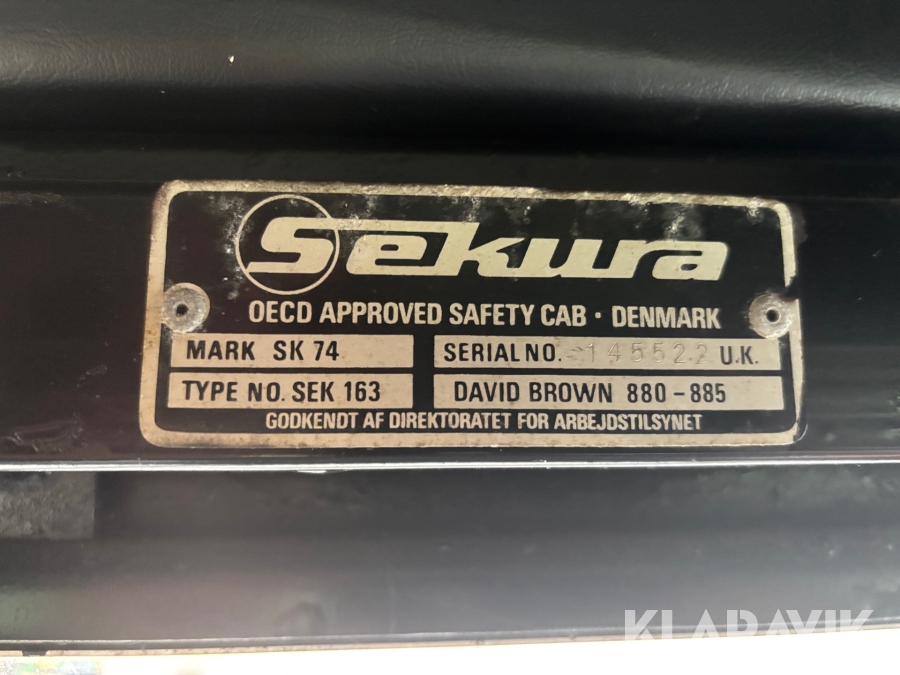 Sekura
OECD APPROVED SAFETY CAB · DENMARK
MARK SK 74
SERIAL NO. 145522 U.K.
TYPE NO. SEK 163
DAVID BROWN 880-885
GODKENDT AF DIREKTORATET FOR ARBEJDSTILSYNET
KLARAVIK